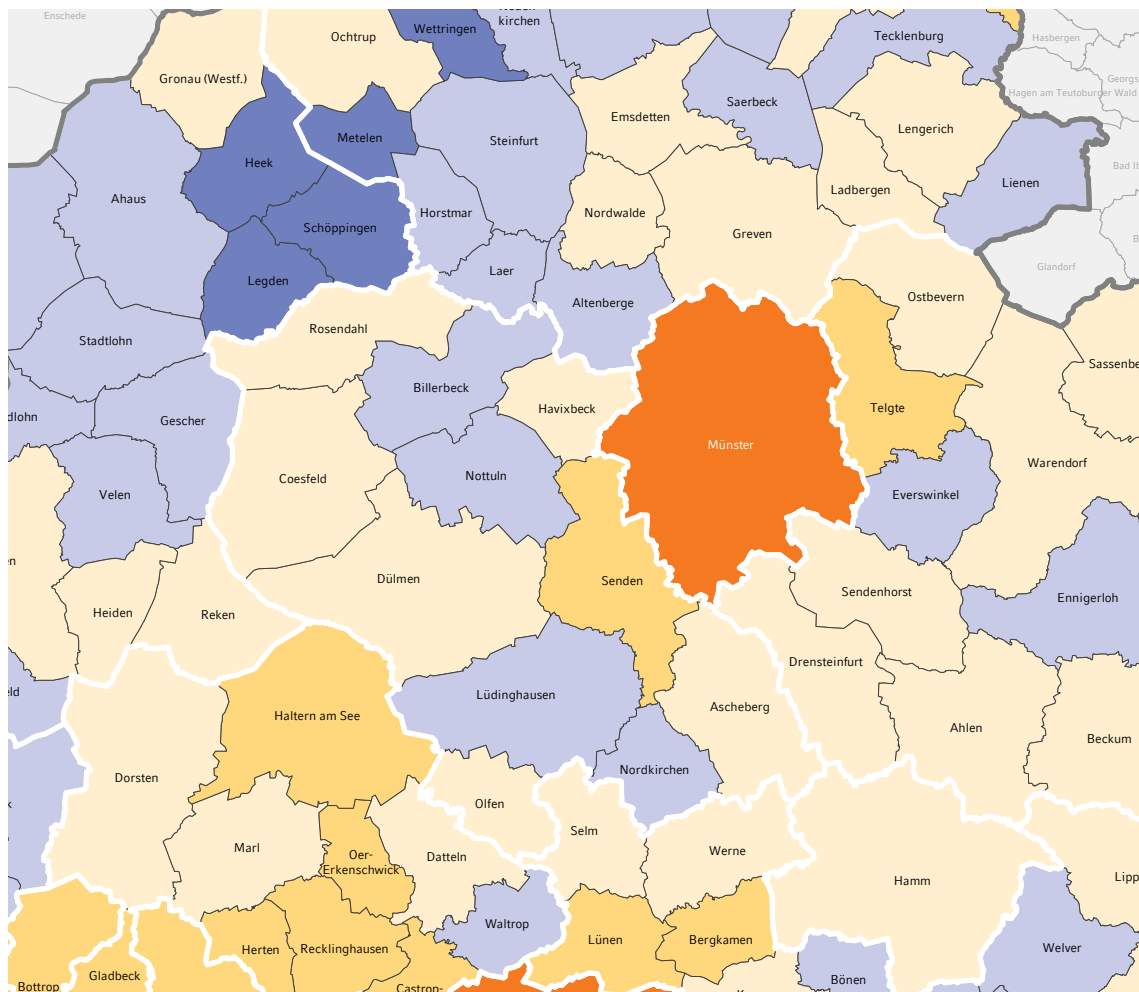 Enschede
kirchen
Wettringen
Ochtrup
Tecklenburg
Hasbergen
Gronau (Westf.)
Georgs
Hagen am Teutoburger Wald
Saerbeck
Emsdetten
Lengerich
Metelen
Steinfurt
Heek
Bad Ib
Lienen
Ladbergen
Ahaus
Horstmar
Nordwalde
Schöppingen
Greven
Glandorf
Laer
Legden
Ostbevern
Altenberge
Rosendahl
Stadtlohn
Sassenbe
Billerbeck
Havixbeck
Telgte
dlohn
Gescher
Münster
Warendorf
Nottuln
Coesfeld
Velen
Everswinkel
en
Dülmen
Senden
Sendenhorst
Ennigerloh
Heiden
Reken
Drensteinfurt
eld
Lüdinghausen
Ascheberg
Haltern am See
Ahlen
Beckum
Nordkirchen
Dorsten
k
Olfen
Selm
Marl
Oer-
Erkenschwick
Datteln
Werne
Hamm
Lipp
Waltrop
Lünen
Bergkamen
Herten
Recklinghausen
Welver
Gladbeck
Bönen
Bottrop
Castrop-